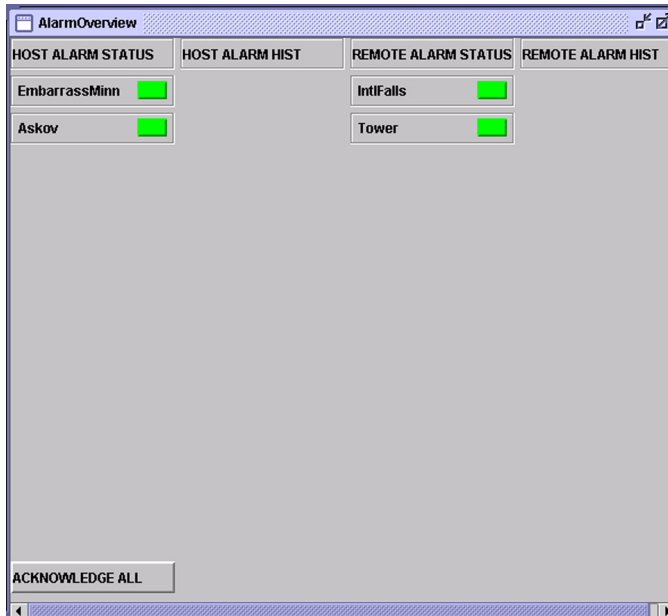 AlarmOverview
HOST ALARM STATUS HOST ALARM HIST REMOTE ALARM STATUS REMOTE ALARM HIST
EmbarrassMinn IntlFalls
Askov Tower
ACKNOWLEDGE ALL